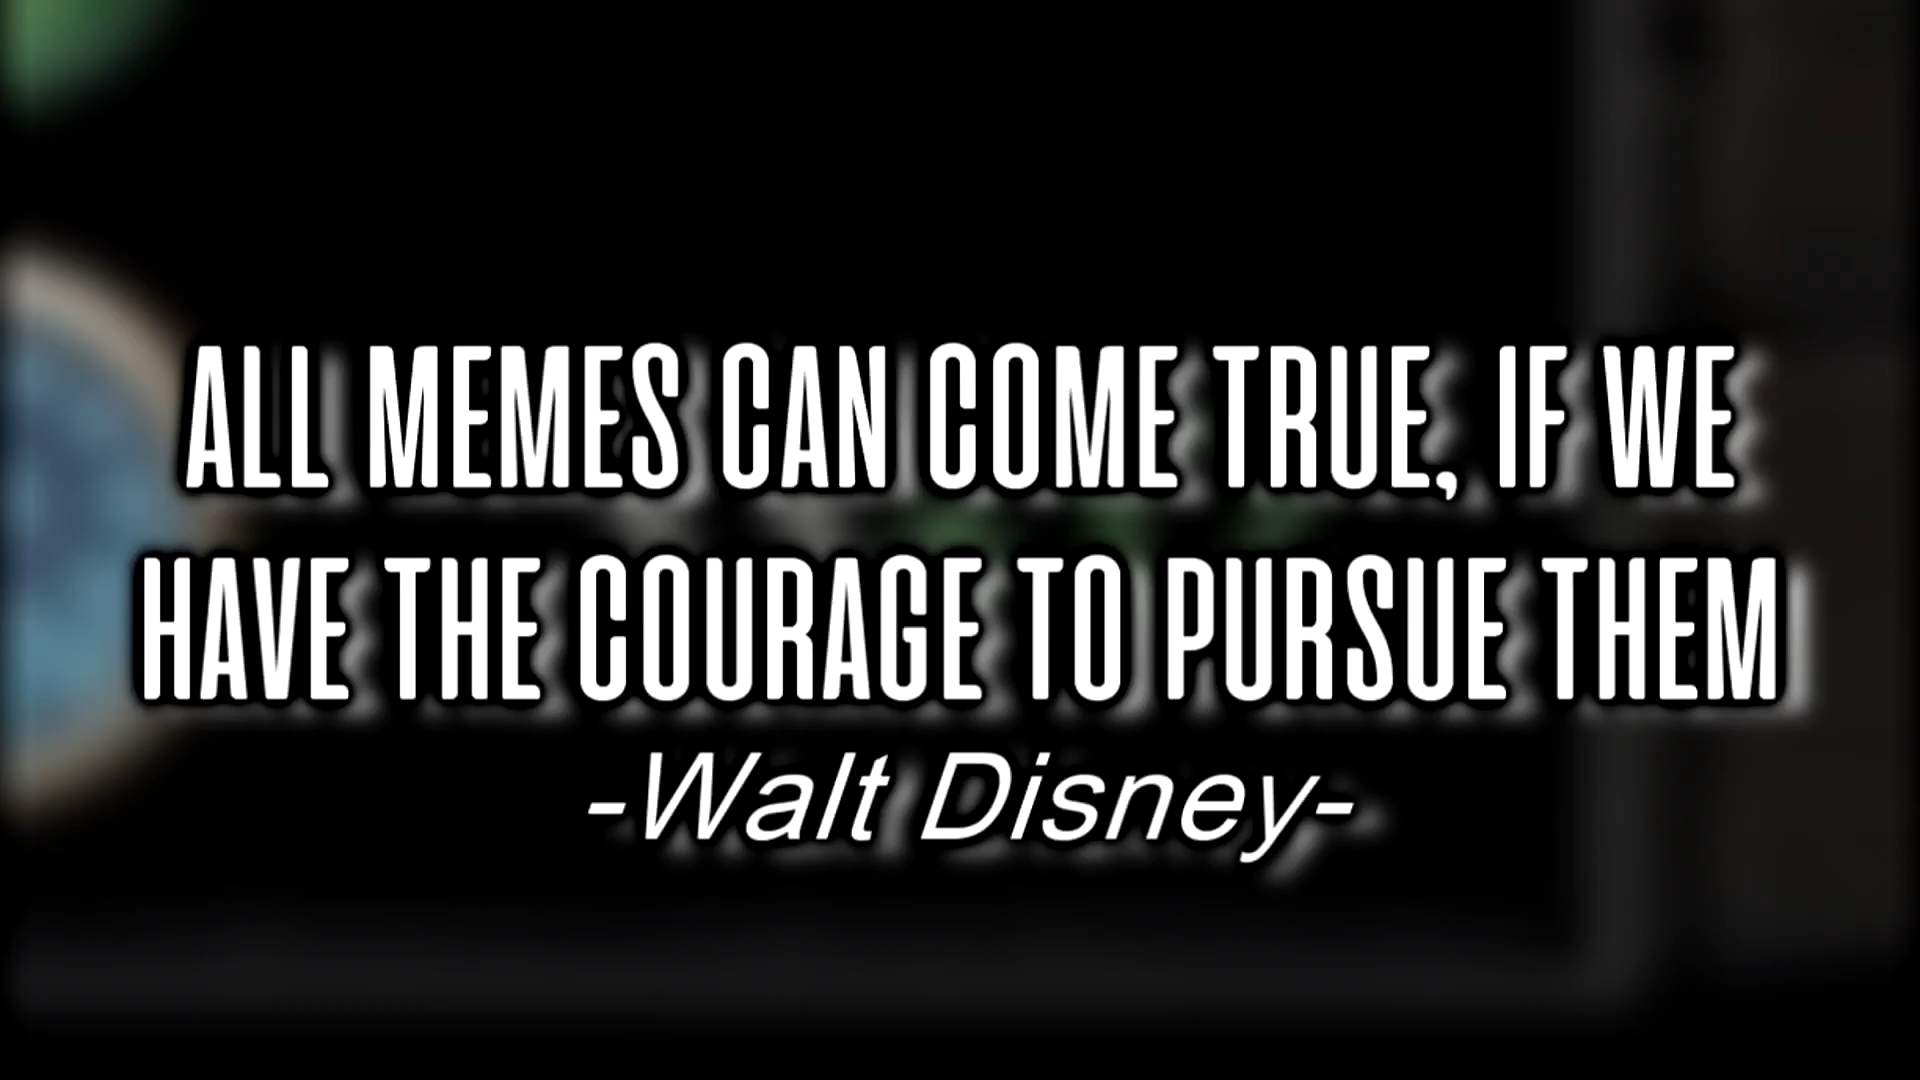 ALL MEMES CAN COME TRUE, IF WE
HAVE THE COURAGE TO PURSUE THEM
-Walt Disney-